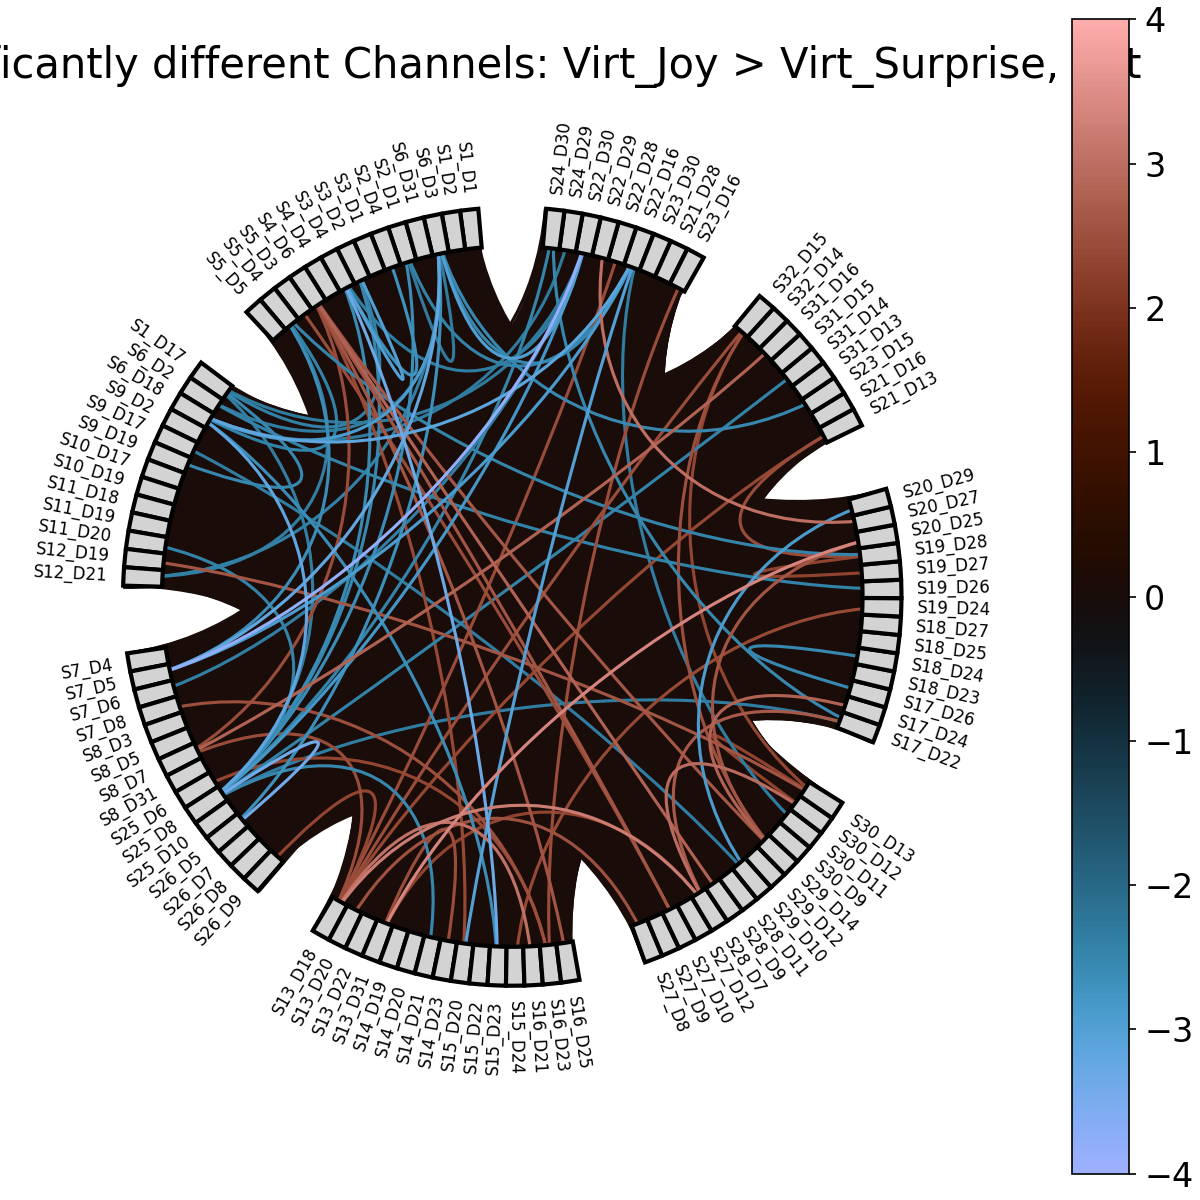 ficantly different Channels: Virt_Joy > Virt_Surprise, t
S1_D1
S1_D2
S6_D3
S6_D31
S2_D1
S2_D4
S3_D1
S3_D2
S3_D4
S4_D4
S4_D6
S5_D3
S5_D4
S5_D5
S1_D17
S6_D2
S6_D18
S9_D2
S9_D17
S9_D19
S10_D17
S10_D19
S11_D18
S11_D19
S11_D20
S12_D19
S12_D21
S7_D4
S7_D5
S7_D6
S7_D8
S8_D3
S8_D5
S8_D7
S8_D31
S25_D6
S25_D8
S25_D10
S26_D5
S26_D7
S26_D8
S26_D9
S13_D18
S13_D20
S13_D22
S13_D31
S14_D19
S14_D20
S14_D21
S14_D23
S15_D20
S15_D22
S15_D23
S15_D24
S16_D21
S16_D23
S16_D25
S27_D8
S27_D9
S27_D10
S27_D12
S28_D7
S28_D9
S28_D11
S29_D10
S29_D12
S29_D14
S30_D9
S30_D11
S30_D12
S30_D13
S17_D22
S17_D24
S17_D26
S18_D23
S18_D24
S18_D25
S18_D27
S19_D24
S19_D26
S19_D27
S19_D28
S20_D25
S20_D27
S20_D29
S21_D13
S21_D16
S23_D15
S31_D13
S31_D14
S31_D15
S31_D16
S32_D14
S32_D15
S23_D16
S21_D28
S23_D30
S22_D16
S22_D28
S22_D29
S22_D30
S24_D29
S24_D30
4
3
2
1
0
−1
−2
−3
−4